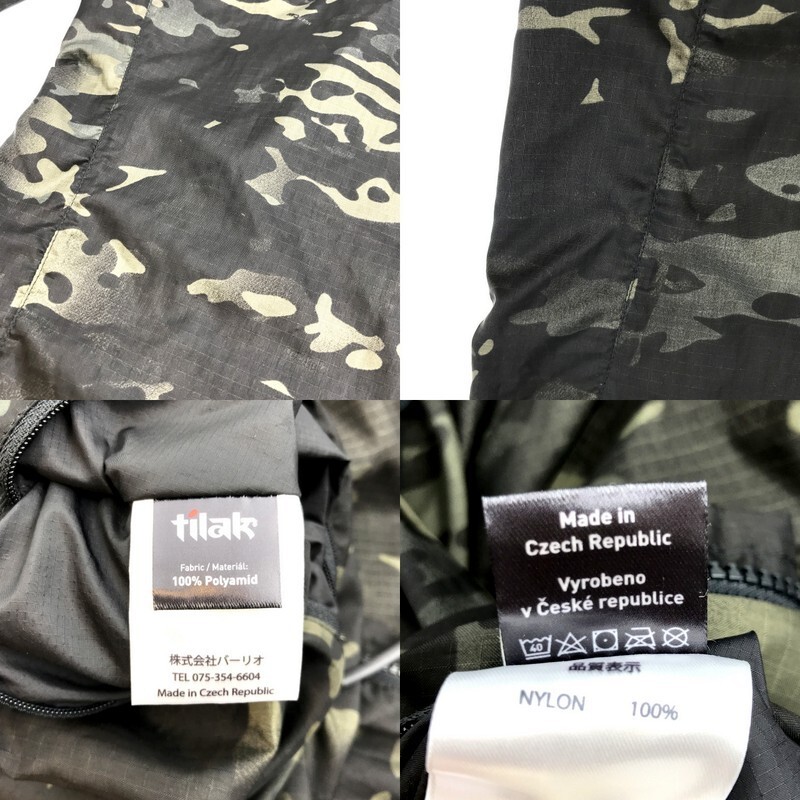 tilak
Fabric / Materiál:
100% Polyamid
株式会社バーリオ
TEL 075-354-6604
Made in Czech Republic
Made in
Czech Republic
Vyrobeno
v České republice
40
品質表示
NYLON 100%